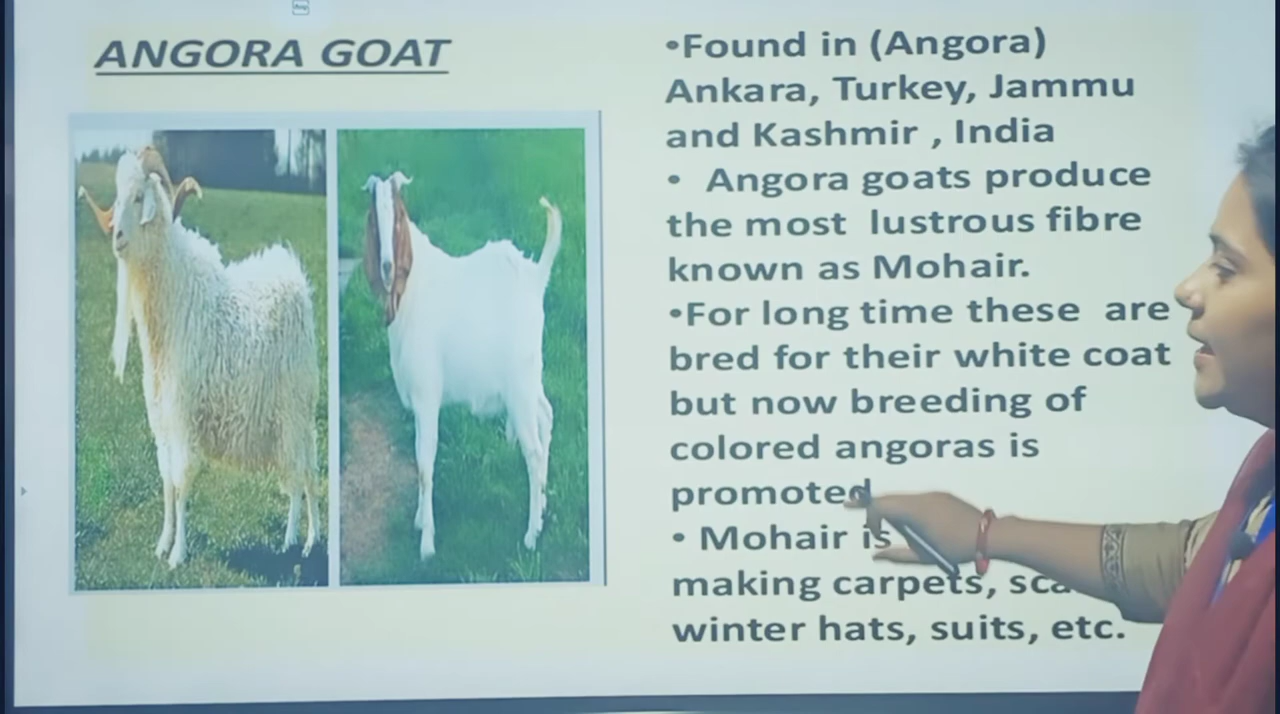 ANGORA GOAT
•Found in (Angora)
Ankara, Turkey, Jammu
and Kashmir , India
• Angora goats produce
the most lustrous fibre
known as Mohair.
•For long time these are
bred for their white coat
but now breeding of
colored angoras is
promoted
• Mohair is
making carpets,
winter hats, suits, etc.